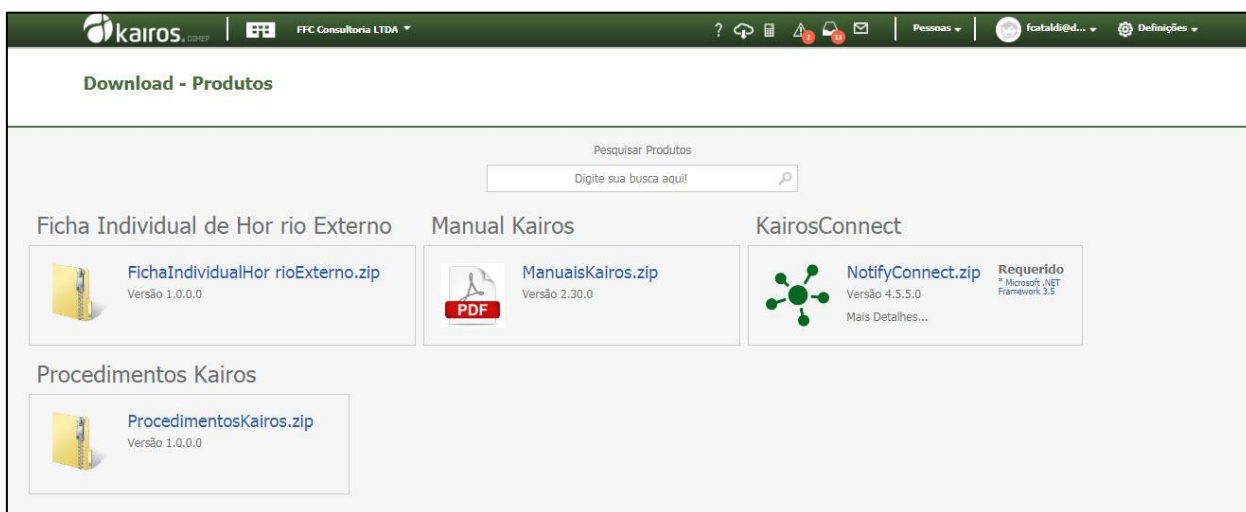 kairos. DIMEP
FFC Consultoria LTDA
?
2
13
Pessoas
fcataldi@d...
Definições
Download - Produtos
Pesquisar Produtos
Digite sua busca aqui!
Ficha Individual de Hor rio Externo
FichaIndividualHor rioExterno.zip
Versão 1.0.0.0
Manual Kairos
PDF
ManuaisKairos.zip
Versão 2.30.0
KairosConnect
NotifyConnect.zip
Versão 4.5.5.0
Mais Detalhes...
Requerido
* Microsoft .NET
Framework 3.5
Procedimentos Kairos
ProcedimentosKairos.zip
Versão 1.0.0.0